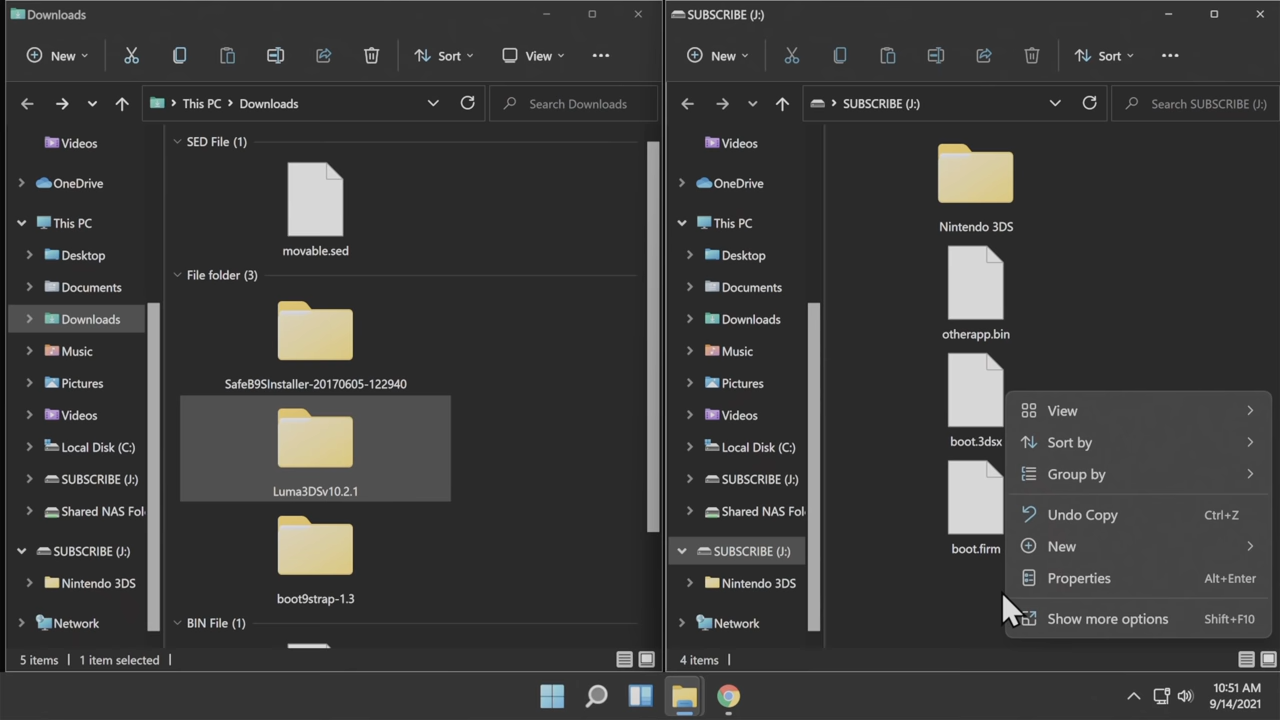 Downloads
New
Sort
View
This PC
Downloads
Search Downloads
Videos
OneDrive
This PC
Desktop
Documents
Downloads
Music
Pictures
Videos
Local Disk (C:)
SUBSCRIBE (J:)
Shared NAS Fol
SUBSCRIBE (J:)
Nintendo 3DS
Network
SED File (1)
movable.sed
File folder (3)
SafeB9SInstaller-20170605-122940
Luma3DSv10.2.1
boot9strap-1.3
BIN File (1)
5 items
1 item selected
SUBSCRIBE (J:)
New
Sort
SUBSCRIBE (J:)
Search SUBSCRIBE (J:)
Videos
OneDrive
This PC
Desktop
Documents
Downloads
Music
Pictures
Videos
Local Disk (C:)
SUBSCRIBE (J:)
Shared NAS Fol
SUBSCRIBE (J:)
Nintendo 3DS
Network
Nintendo 3DS
otherapp.bin
boot.3dsx
boot.firm
View
Sort by
Group by
Undo Copy Ctrl+Z
New
Properties Alt+Enter
Show more options Shift+F10
4 items
10:51 AM
9/14/2021